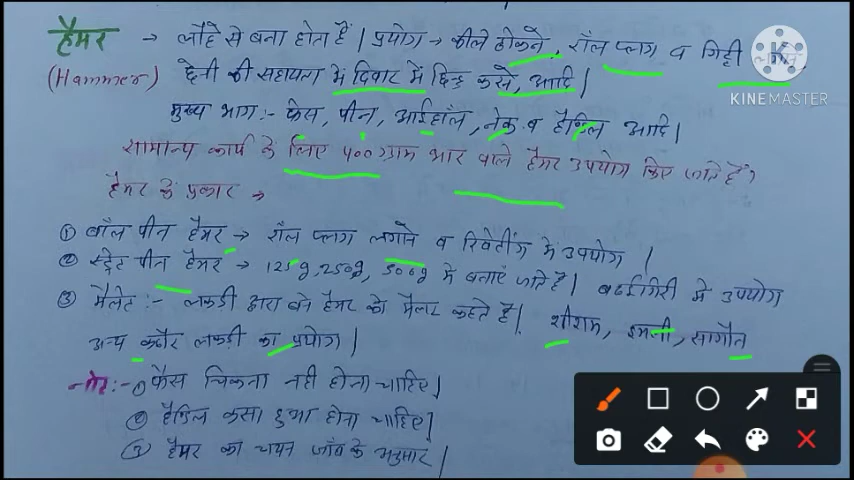 हैमर → लोहे से बना होता हैं | प्रयोग → कीले ठोकने, रॉल प्लग व गिट्टी
(Hammer) छेनी की सहायता में दिवार में छिद्र करने, आदि |
मुख्य भाग :- फेस, पीन, आईहॉल, नेक व हैण्डिल आदि |
सामान्य कार्य के लिए 400 ग्राम भार वाले हैमर उपयोग किए जाते हैं ?
हैमर के प्रकार →
① बॉल पीन हैमर → रॉल प्लग लगाने व रिवेटींग में उपयोग |
② स्ट्रेट पीन हैमर → 125g, 250g, 500g में बताएं जाते है | बढ़ईगिरी में उपयोग
③ मैलेट :- लकडी द्वारा बने हैमर को मैलट कहते हैं | शीशम, इमली, सागौन
अन्य कठोर लकड़ी का प्रयोग |
नोट :- ① फैस चिकना नही होना चाहिए |
② हैंडिल कसा हुआ होना चाहिए |
③ हैमर का चयन जॉब के अनुसार |
KINEMASTER